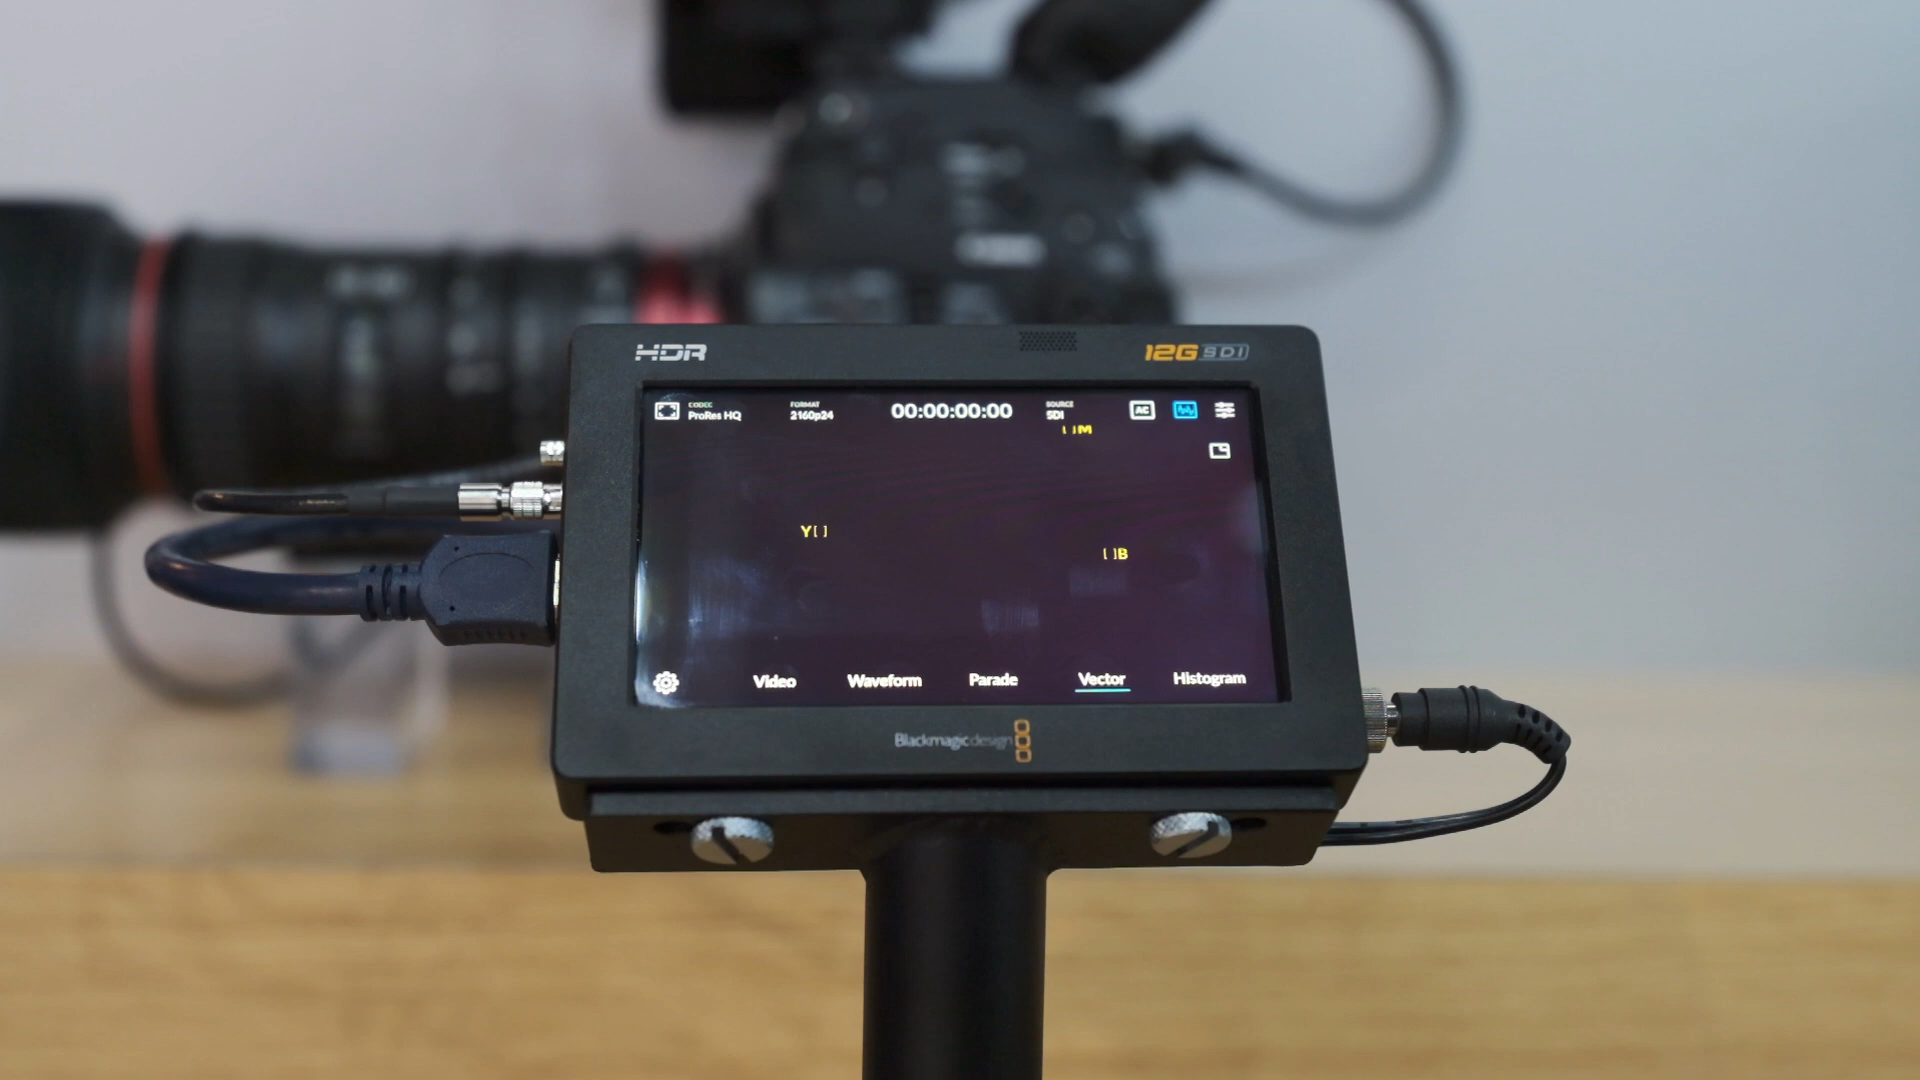 HDR
12G SDI
CODEC
ProRes HQ
FORMAT
2160p24
00:00:00:00
SOURCE
SDI
AC
[ ]M
Y[ ]
[ ]B
Video
Waveform
Parade
Vector
Histogram
Blackmagicdesign